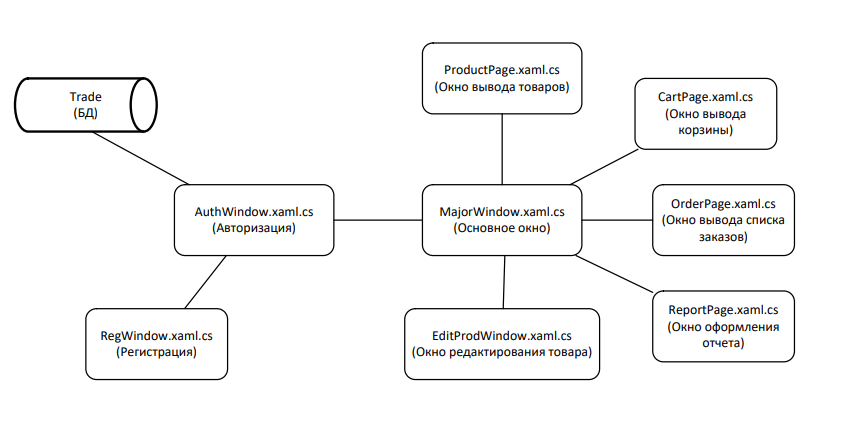 ProductPage.xaml.cs
(Окно вывода товаров)
Trade
(БД)
CartPage.xaml.cs
(Окно вывода
корзины)
AuthWindow.xaml.cs
(Авторизация)
MajorWindow.xaml.cs
(Основное окно)
OrderPage.xaml.cs
(Окно вывода списка
заказов)
RegWindow.xaml.cs
(Регистрация)
EditProdWindow.xaml.cs
(Окно редактирования товара)
ReportPage.xaml.cs
(Окно оформления
отчета)